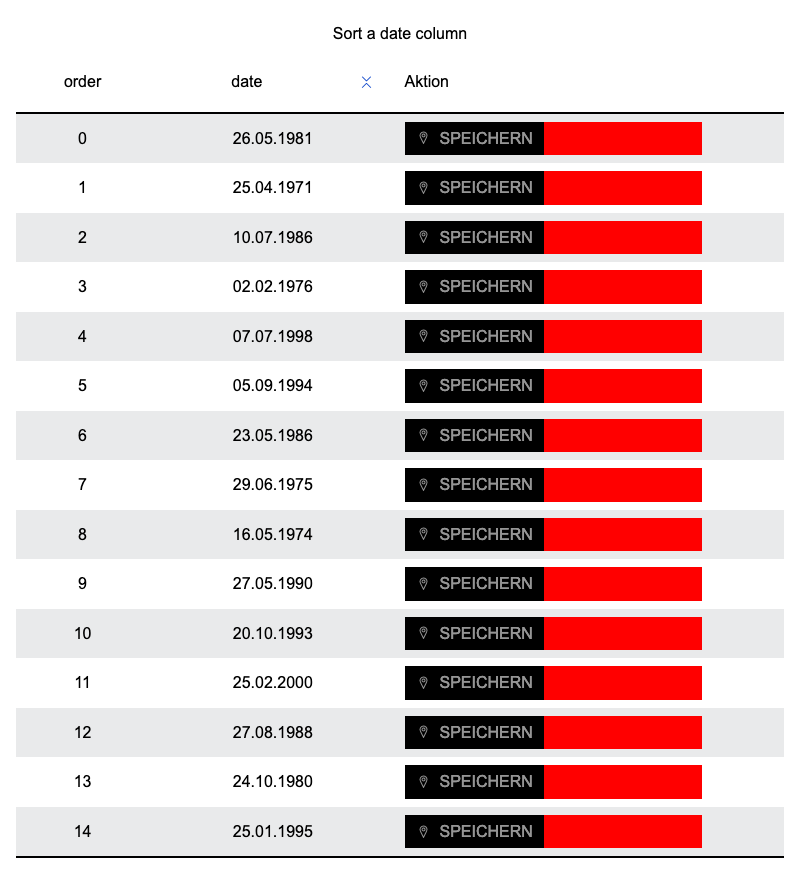 Sort a date column
order date Aktion
0 26.05.1981 SPEICHERN
1 25.04.1971 SPEICHERN
2 10.07.1986 SPEICHERN
3 02.02.1976 SPEICHERN
4 07.07.1998 SPEICHERN
5 05.09.1994 SPEICHERN
6 23.05.1986 SPEICHERN
7 29.06.1975 SPEICHERN
8 16.05.1974 SPEICHERN
9 27.05.1990 SPEICHERN
10 20.10.1993 SPEICHERN
11 25.02.2000 SPEICHERN
12 27.08.1988 SPEICHERN
13 24.10.1980 SPEICHERN
14 25.01.1995 SPEICHERN